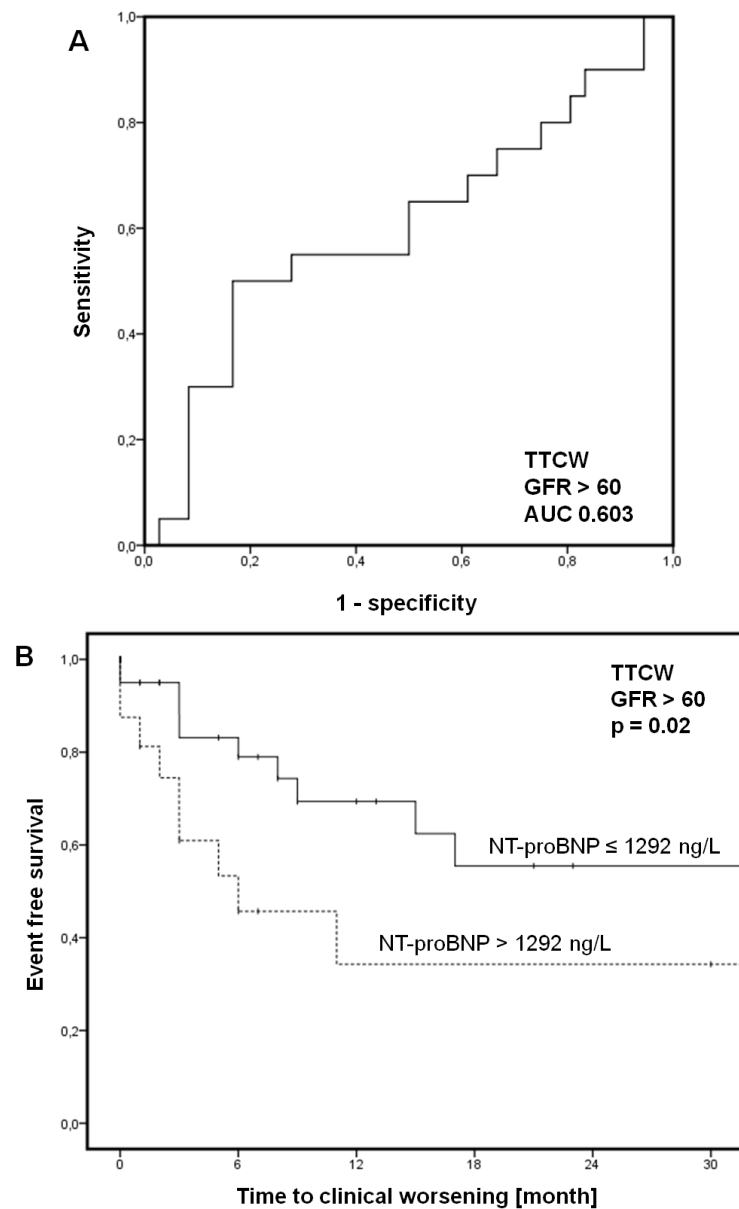 A
1,0
0,8
0,6
0,4
0,2
0,0
Sensitivity
TTCW
GFR > 60
AUC 0.603
0,0 0,2 0,4 0,6 0,8 1,0
1 - specificity
B
1,0
0,8
0,6
0,4
0,2
0,0
Event free survival
TTCW
GFR > 60
p = 0.02
NT-proBNP ≤ 1292 ng/L
NT-proBNP > 1292 ng/L
0 6 12 18 24 30
Time to clinical worsening [month]